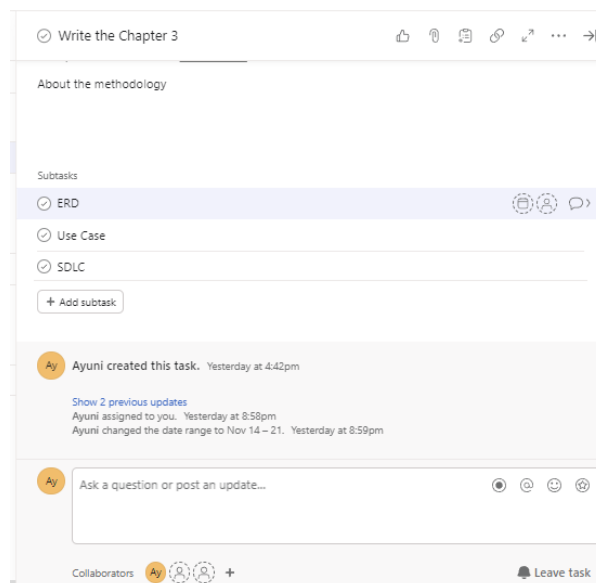 Write the Chapter 3
About the methodology
Subtasks
ERD
Use Case
SDLC
+ Add subtask
Ay Ayuni created this task. Yesterday at 4:42pm
Show 2 previous updates
Ayuni assigned to you. Yesterday at 8:58pm
Ayuni changed the date range to Nov 14 – 21. Yesterday at 8:59pm
Ay Ask a question or post an update...
Collaborators Ay + Leave task